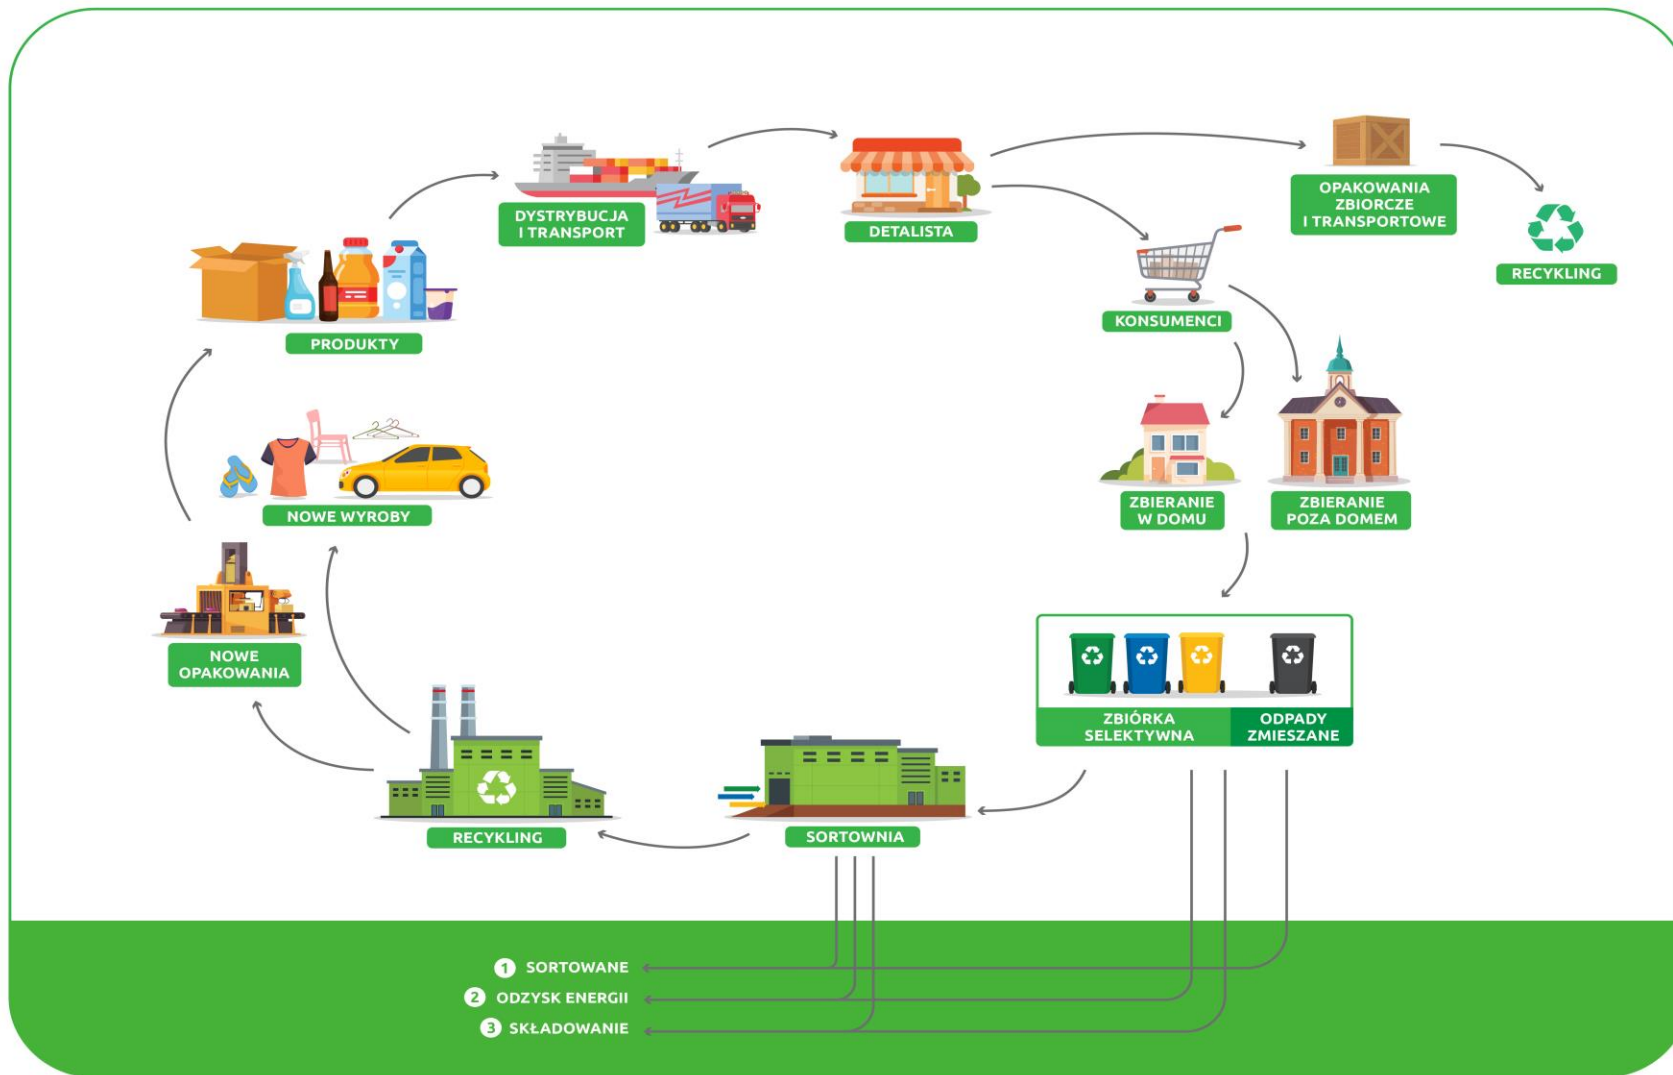 OPAKOWANIA
ZBIORCZE
I TRANSPORTOWE
DYSTRYBUCJA
I TRANSPORT
DETALISTA
RECYKLING
KONSUMENCI
PRODUKTY
ZBIERANIE
W DOMU
ZBIERANIE
POZA DOMEM
NOWE WYROBY
NOWE
OPAKOWANIA
ZBIÓRKA
SELEKTYWNA
ODPADY
ZMIESZANE
SORTOWNIA
RECYKLING
1 SORTOWANE
2 ODZYSK ENERGII
3 SKŁADOWANIE